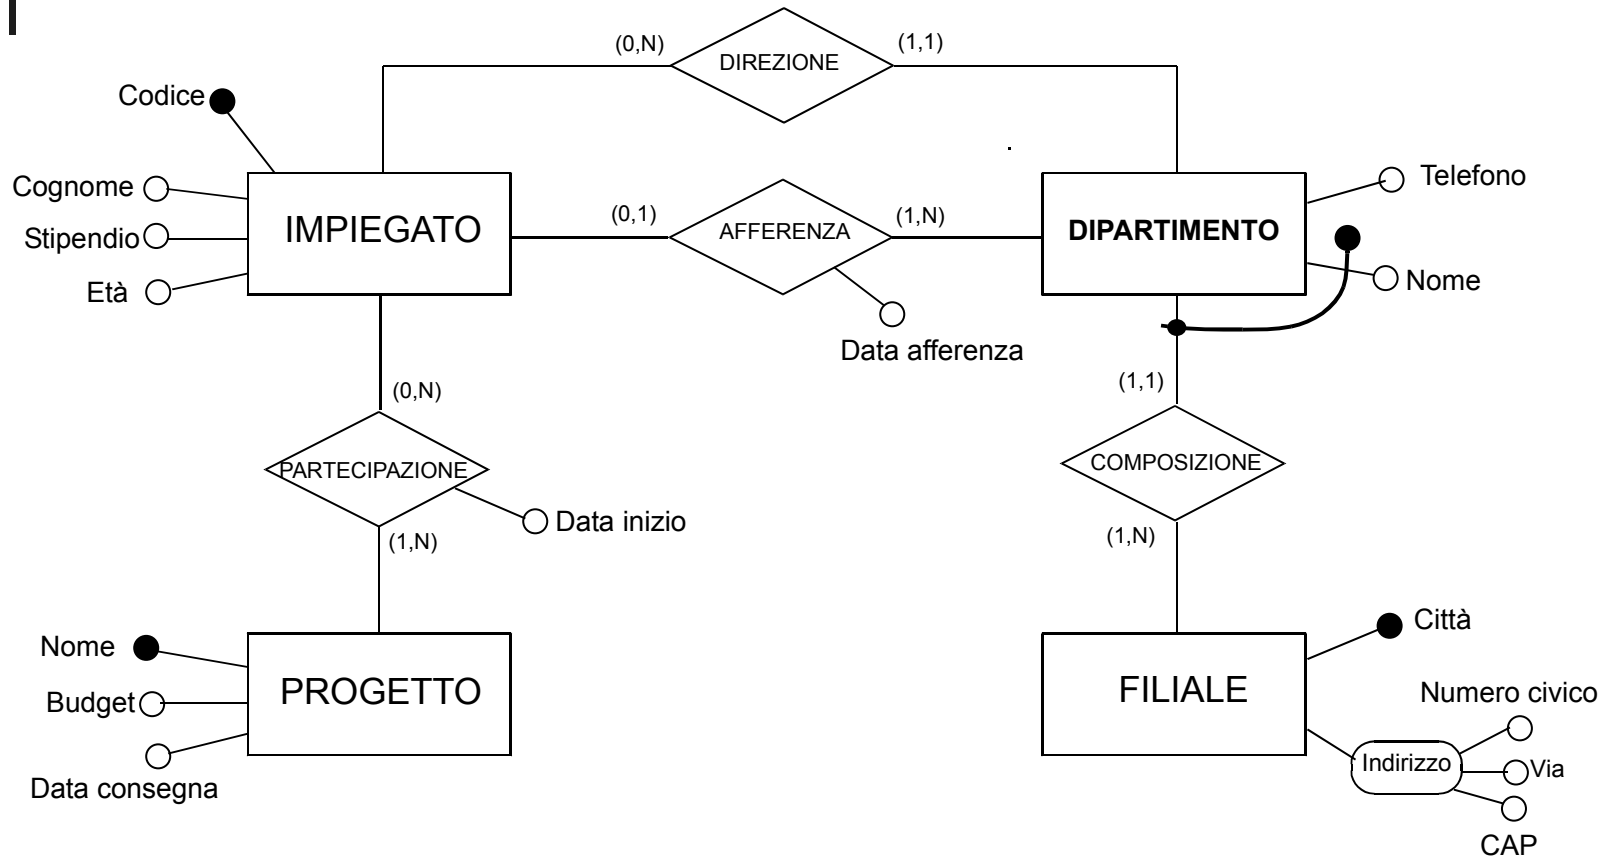 (0,N)
DIREZIONE
(1,1)
Codice
Cognome
Stipendio
Età
IMPIEGATO
(0,1)
AFFERENZA
(1,N)
Data afferenza
DIPARTIMENTO
Telefono
Nome
(0,N)
PARTECIPAZIONE
Data inizio
(1,N)
(1,1)
COMPOSIZIONE
(1,N)
Nome
Budget
Data consegna
PROGETTO
FILIALE
Città
Numero civico
Indirizzo
Via
CAP